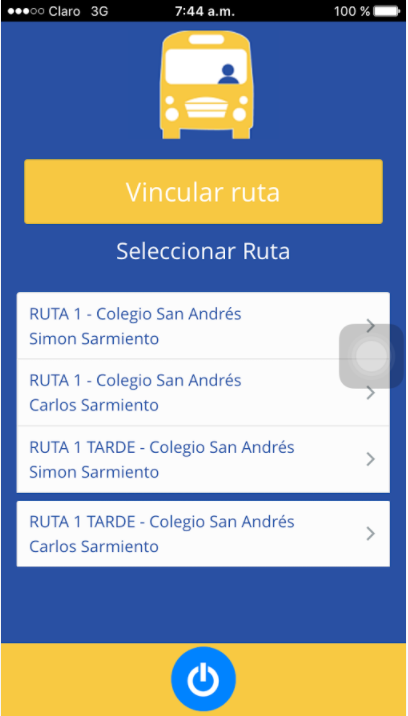 Claro 3G 7:44 a.m. 100 %
Vincular ruta
Seleccionar Ruta
RUTA 1 - Colegio San Andrés
Simon Sarmiento
RUTA 1 - Colegio San Andrés
Carlos Sarmiento
RUTA 1 TARDE - Colegio San Andrés
Simon Sarmiento
RUTA 1 TARDE - Colegio San Andrés
Carlos Sarmiento